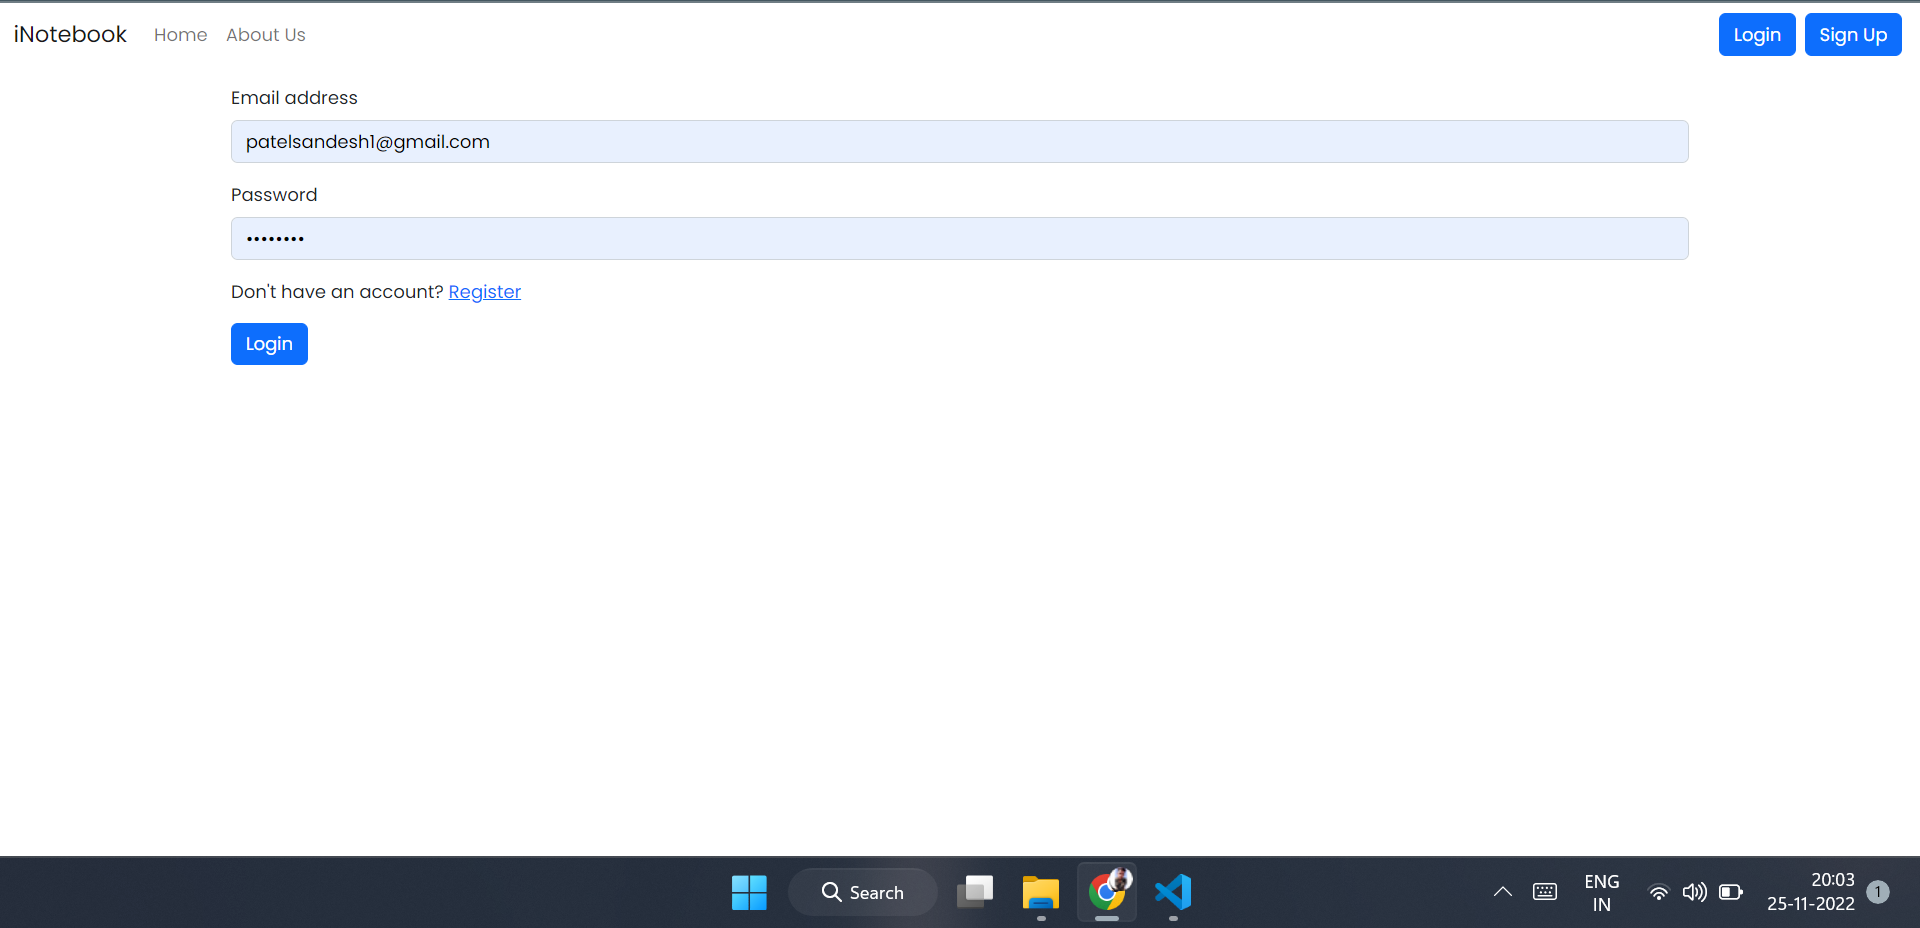 iNotebook Home About Us Login Sign Up
Email address
patelsandesh1@gmail.com
Password
••••••••
Don't have an account? Register
Login
Search
ENG
IN
20:03
25-11-2022
1